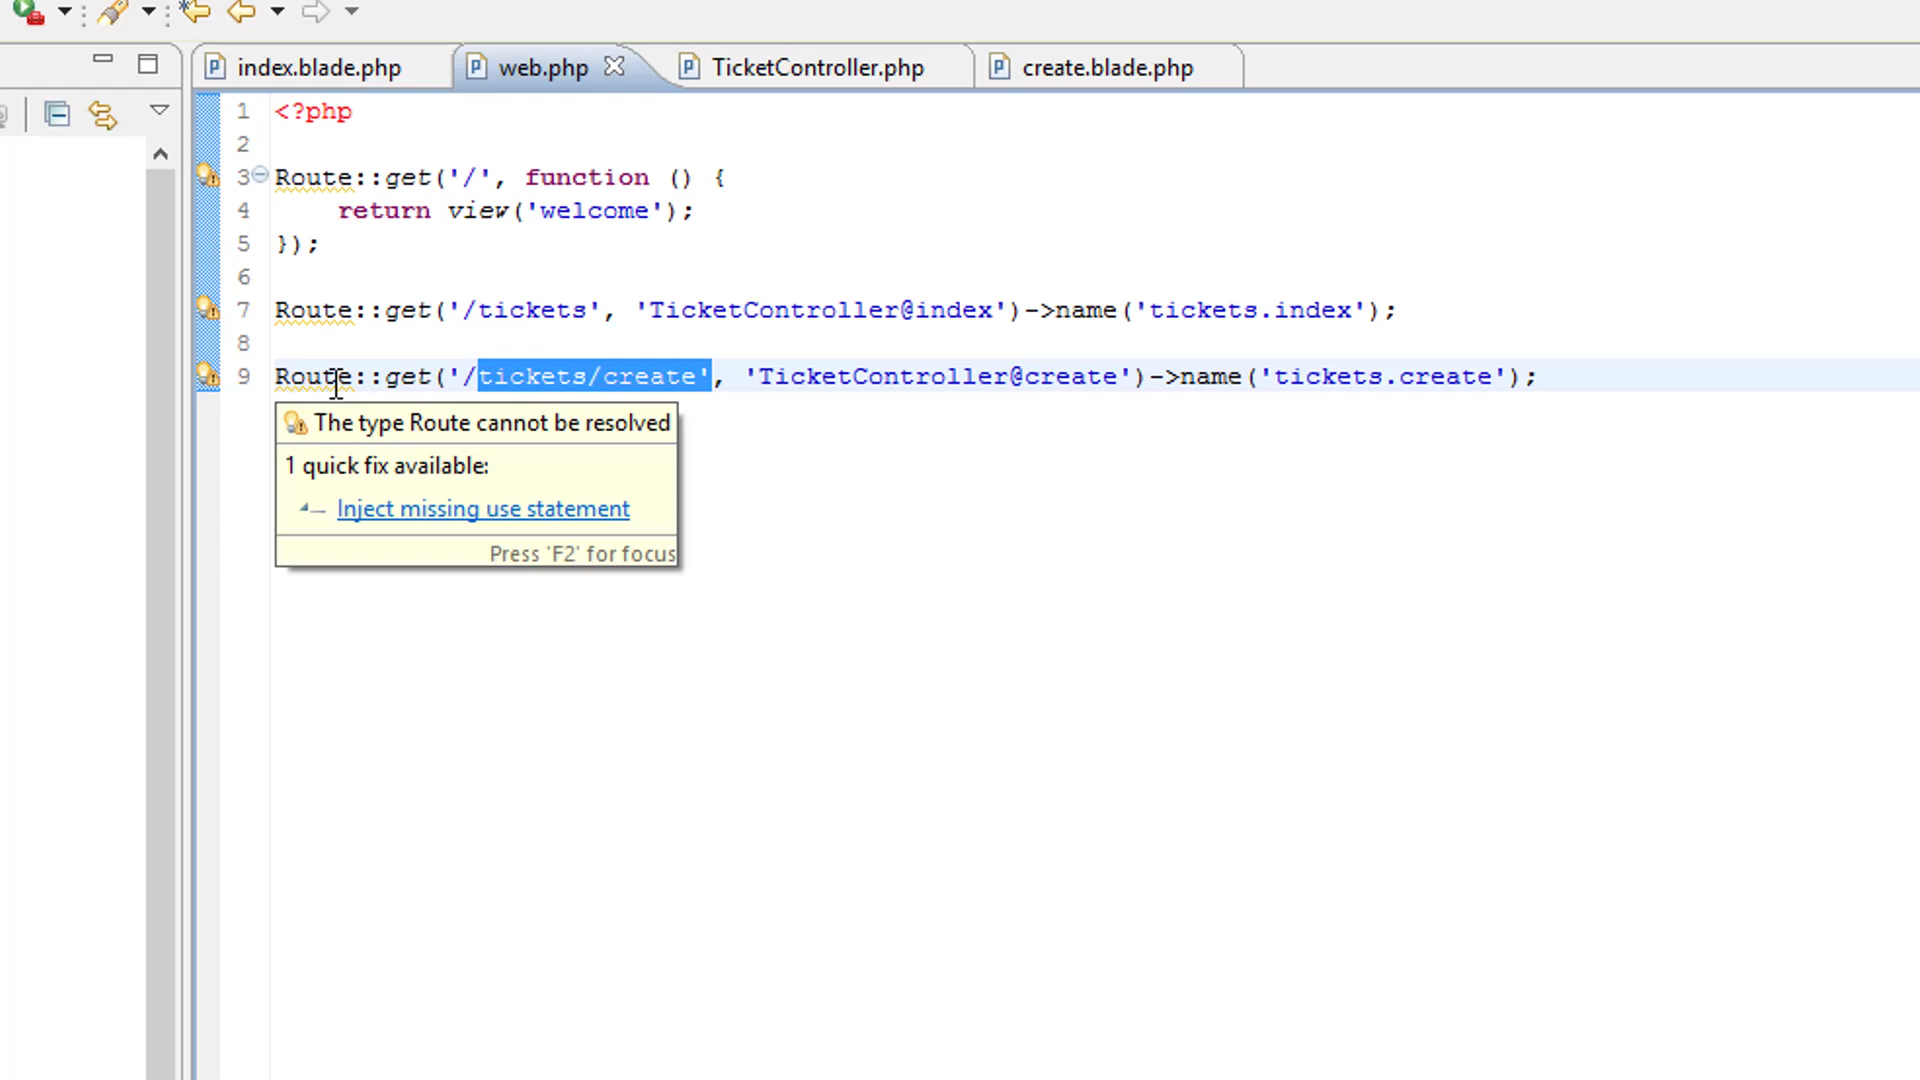 index.blade.php web.php TicketController.php create.blade.php
1 <?php
2
3 Route::get('/', function () {
4     return view('welcome');
5 });
6
7 Route::get('/tickets', 'TicketController@index')->name('tickets.index');
8
9 Route::get('/tickets/create', 'TicketController@create')->name('tickets.create');
The type Route cannot be resolved
1 quick fix available:
Inject missing use statement
Press 'F2' for focus